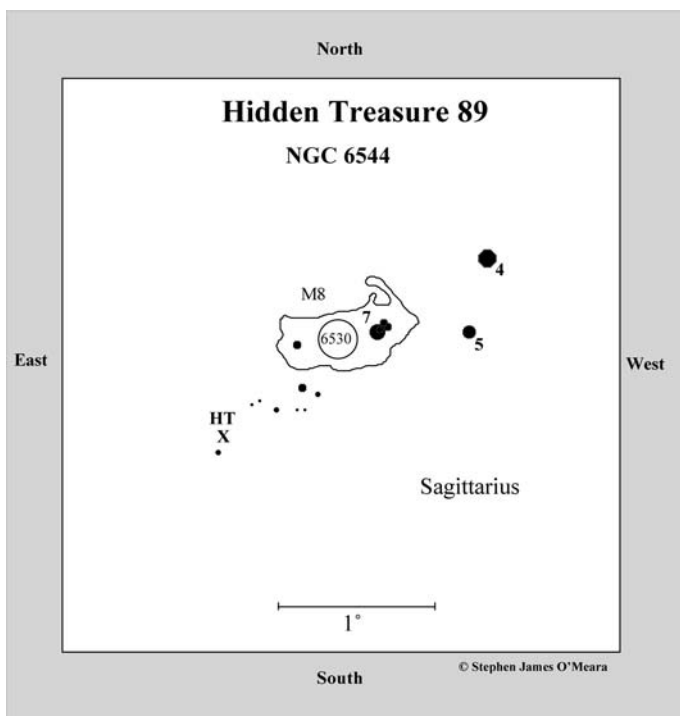 North
Hidden Treasure 89
NGC 6544
4
M8
7
6530
5
East
West
HT
X
Sagittarius
1°
South
© Stephen James O'Meara